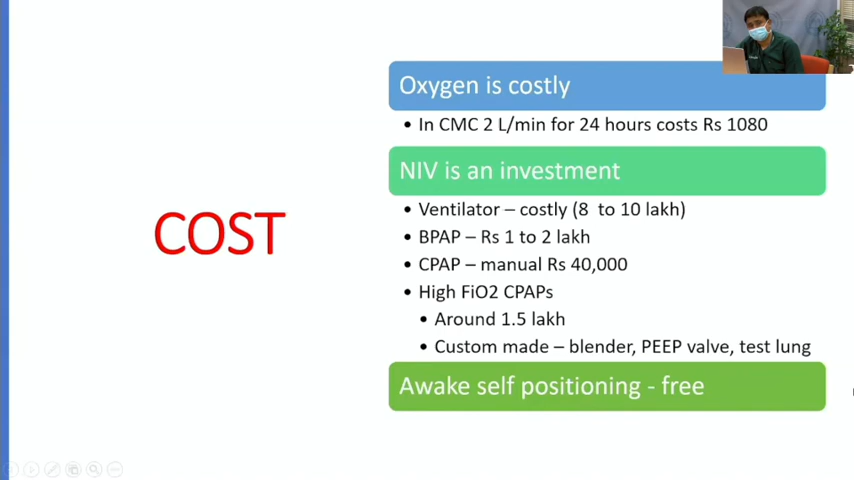 COST
Oxygen is costly
• In CMC 2 L/min for 24 hours costs Rs 1080
NIV is an investment
• Ventilator – costly (8 to 10 lakh)
• BPAP – Rs 1 to 2 lakh
• CPAP – manual Rs 40,000
• High FiO2 CPAPs
• Around 1.5 lakh
• Custom made – blender, PEEP valve, test lung
Awake self positioning - free